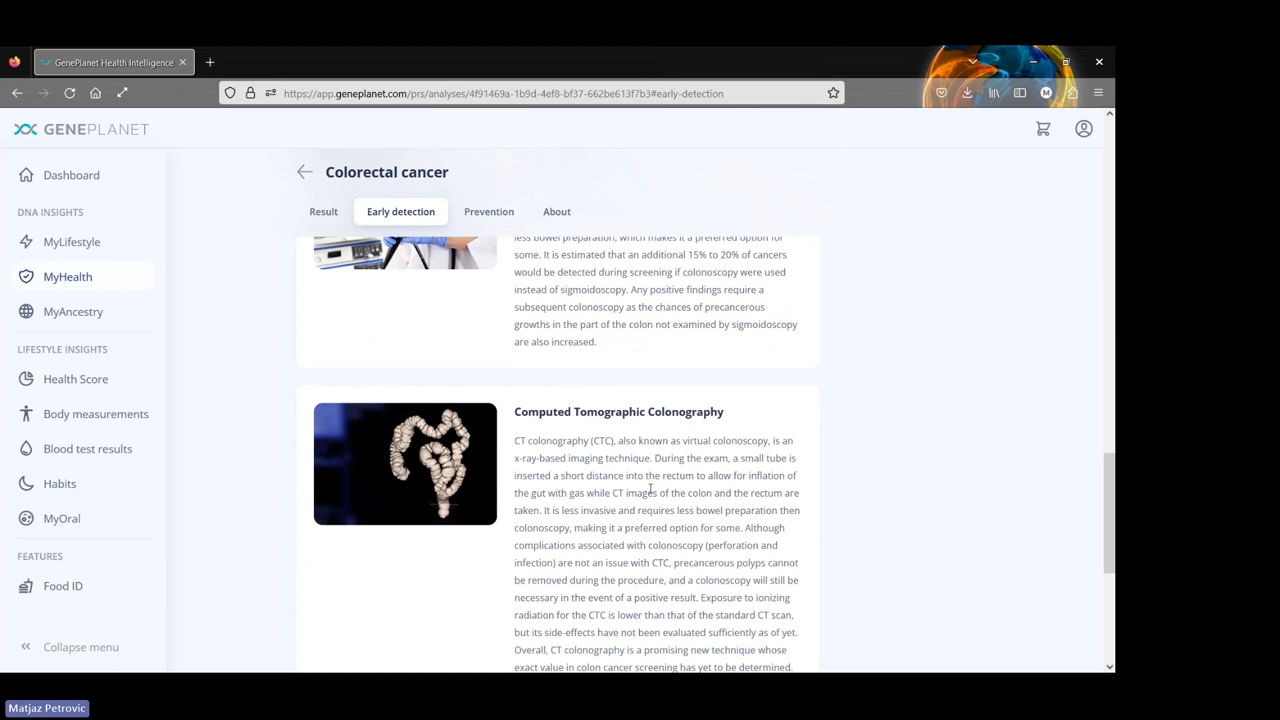 GenePlanet Health Intelligence
https://app.geneplanet.com/prs/analyses/4f91469a-1b9d-4ef8-bf37-662be613f7b3#early-detection
M
GENEPLANET
Dashboard
DNA INSIGHTS
MyLifestyle
MyHealth
MyAncestry
LIFESTYLE INSIGHTS
Health Score
Body measurements
Blood test results
Habits
MyOral
FEATURES
Food ID
Collapse menu
Colorectal cancer
Result Early detection Prevention About
less bowel preparation, which makes it a preferred option for
some. It is estimated that an additional 15% to 20% of cancers
would be detected during screening if colonoscopy were used
instead of sigmoidoscopy. Any positive findings require a
subsequent colonoscopy as the chances of precancerous
growths in the part of the colon not examined by sigmoidoscopy
are also increased.
Computed Tomographic Colonography
CT colonography (CTC), also known as virtual colonoscopy, is an
x-ray-based imaging technique. During the exam, a small tube is
inserted a short distance into the rectum to allow for inflation of
the gut with gas while CT images of the colon and the rectum are
taken. It is less invasive and requires less bowel preparation then
colonoscopy, making it a preferred option for some. Although
complications associated with colonoscopy (perforation and
infection) are not an issue with CTC, precancerous polyps cannot
be removed during the procedure, and a colonoscopy will still be
necessary in the event of a positive result. Exposure to ionizing
radiation for the CTC is lower than that of the standard CT scan,
but its side-effects have not been evaluated sufficiently as of yet.
Overall, CT colonography is a promising new technique whose
exact value in colon cancer screening has yet to be determined.
Matjaz Petrovic